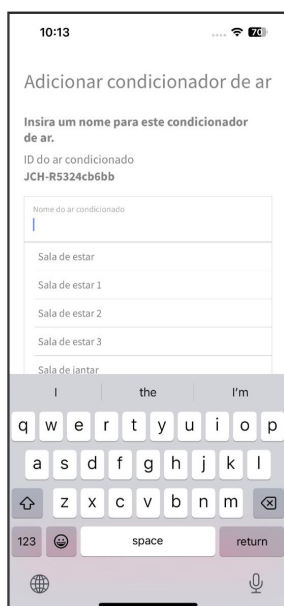 10:13
70
Adicionar condicionador de ar
Insira um nome para este condicionador
de ar.
ID do ar condicionado
JCH-R5324cb6bb
Nome do ar condicionado
Sala de estar
Sala de estar 1
Sala de estar 2
Sala de estar 3
Sala de jantar
I the I'm
q w e r t y u i o p
a s d f g h j k l
z x c v b n m
123 space return